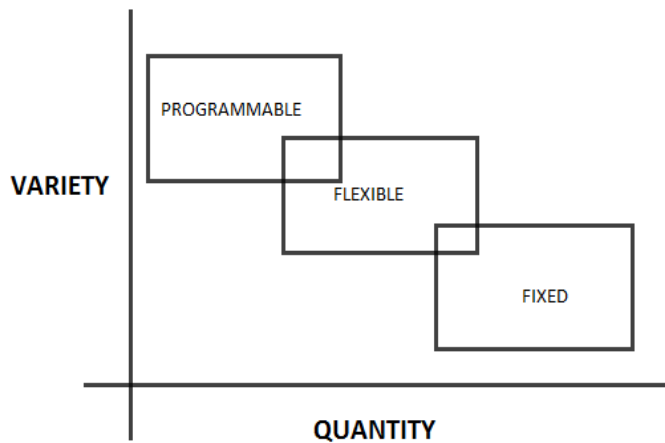 PROGRAMMABLE
VARIETY
FLEXIBLE
FIXED
QUANTITY